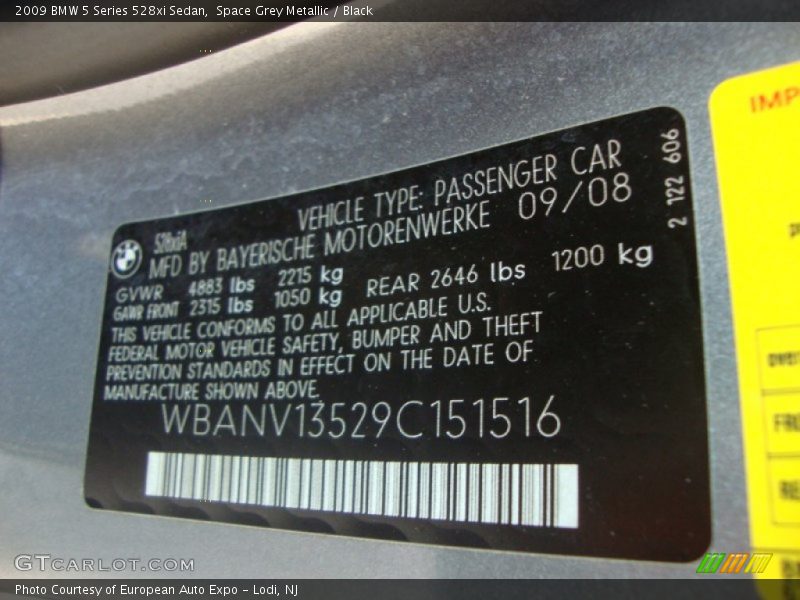 2009 BMW 5 Series 528xi Sedan, Space Grey Metallic / Black
IMP
2 122 606
528xiA VEHICLE TYPE: PASSENGER CAR
MFD BY BAYERISCHE MOTORENWERKE 09/08
GVWR 4883 lbs 2215 kg
GAWR FRONT 2315 lbs 1050 kg REAR 2646 lbs 1200 kg
THIS VEHICLE CONFORMS TO ALL APPLICABLE U.S.
FEDERAL MOTOR VEHICLE SAFETY, BUMPER AND THEFT
PREVENTION STANDARDS IN EFFECT ON THE DATE OF
MANUFACTURE SHOWN ABOVE.
WBANV13529C151516
GTCARLOT.COM
Photo Courtesy of European Auto Expo - Lodi, NJ